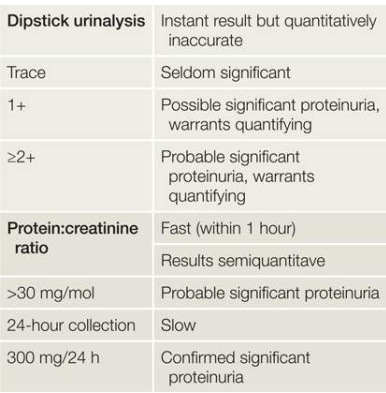 Dipstick urinalysis Instant result but quantitatively
inaccurate
Trace Seldom significant
1+ Possible significant proteinuria,
warrants quantifying
≥2+ Probable significant
proteinuria, warrants
quantifying
Protein:creatinine Fast (within 1 hour)
ratio
Results semiquantitave
>30 mg/mol Probable significant proteinuria
24-hour collection Slow
300 mg/24 h Confirmed significant
proteinuria